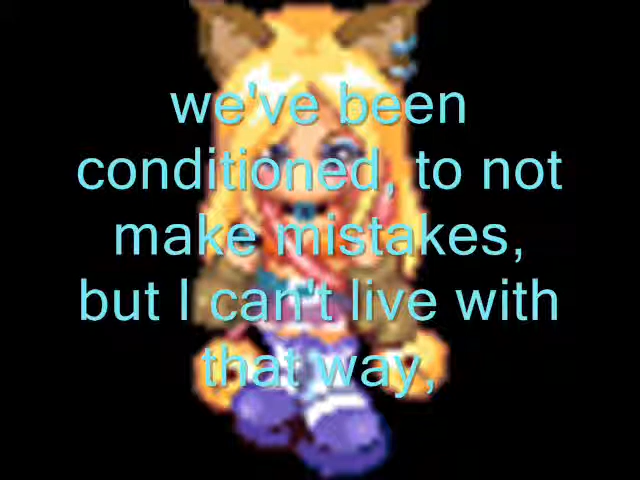 we've been
conditioned, to not
make mistakes,
but I can't live with
that way,